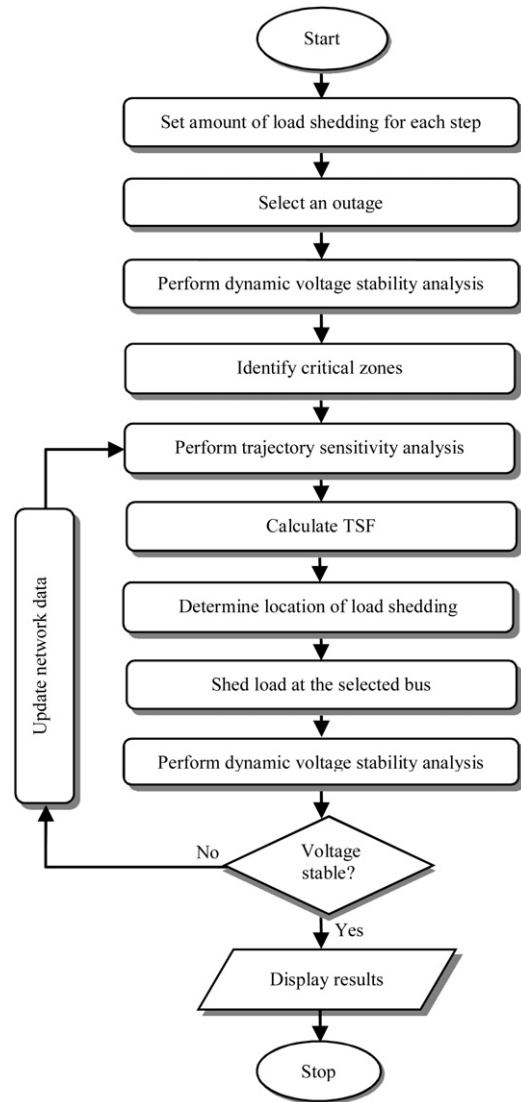 Start
Set amount of load shedding for each step
Select an outage
Perform dynamic voltage stability analysis
Identify critical zones
Perform trajectory sensitivity analysis
Calculate TSF
Determine location of load shedding
Shed load at the selected bus
Perform dynamic voltage stability analysis
Update network data
No
Voltage
stable?
Yes
Display results
Stop